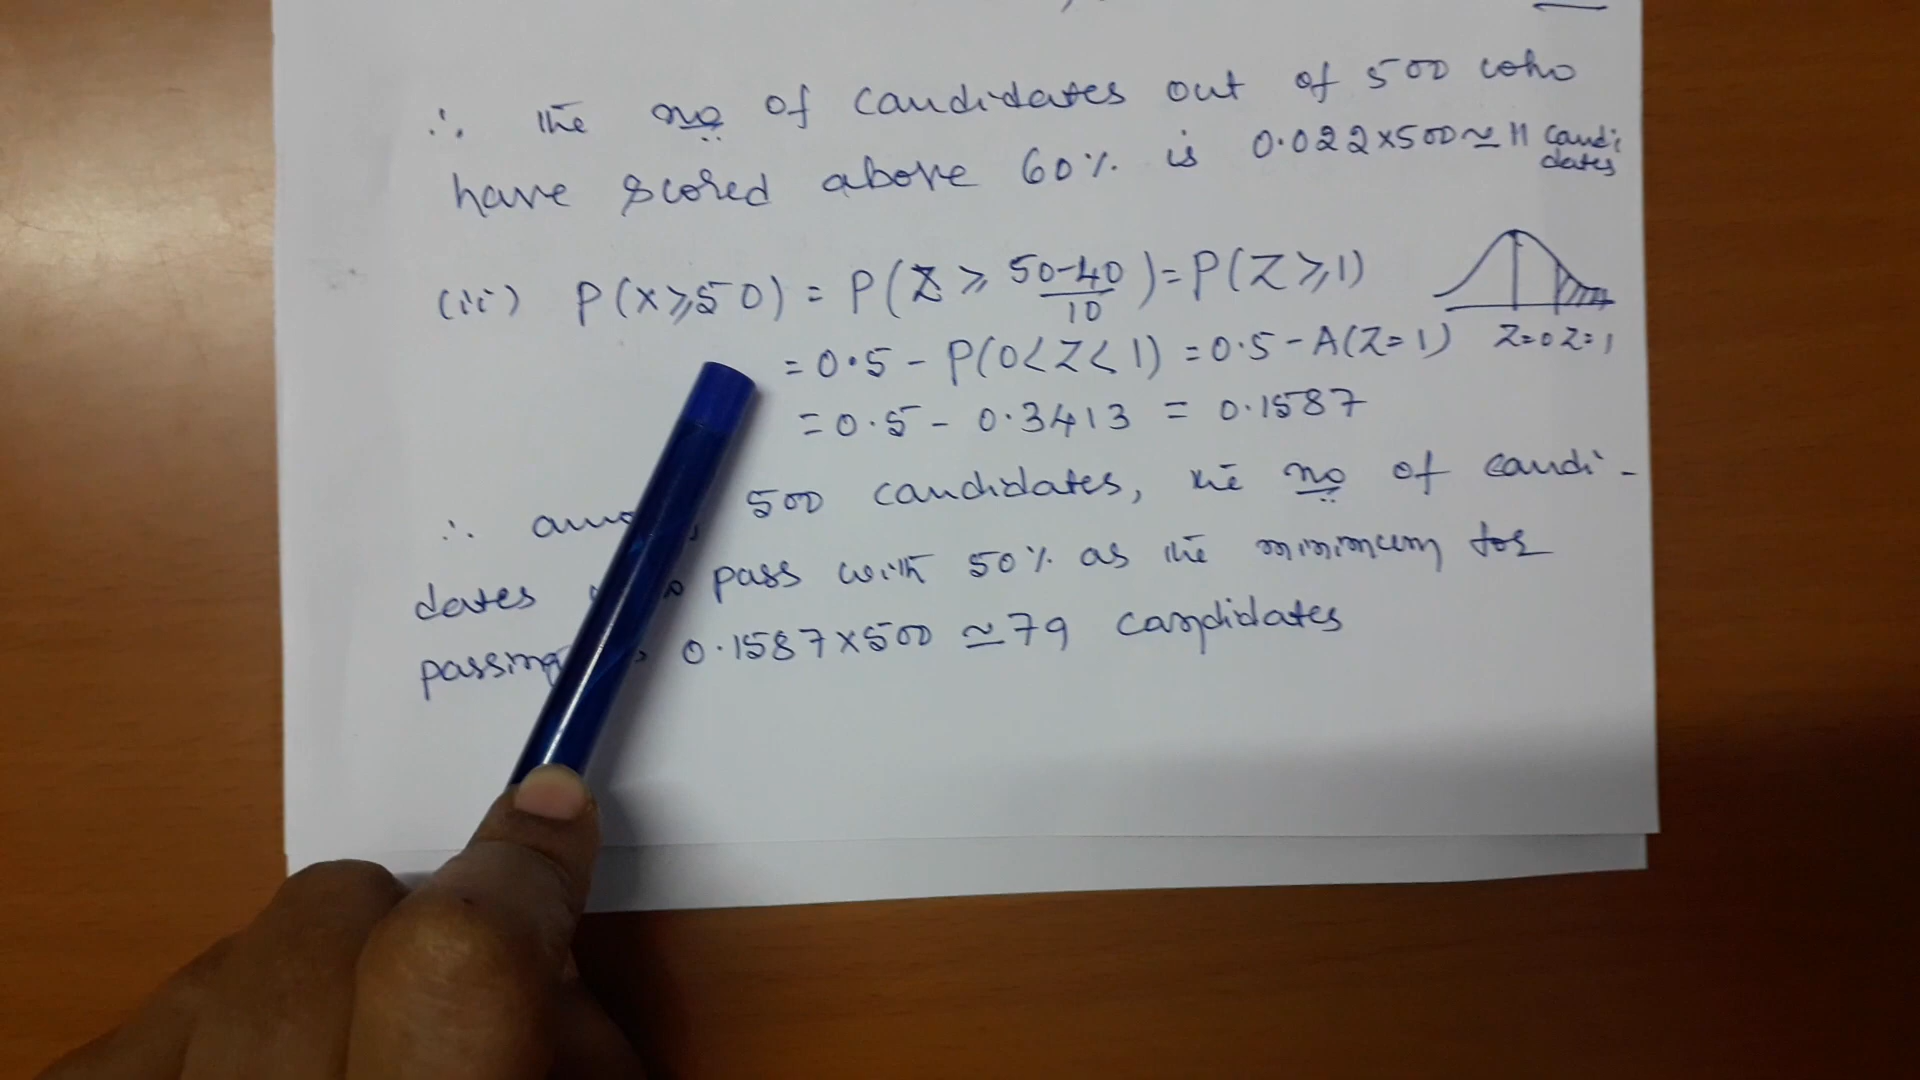 ∴ the no of candidates out of 500 who
have scored above 60% is 0.022×500≃11 candi
dates
(ii) P(X≥50) = P(Z ≥ 50-40/10) = P(Z≥1)
= 0.5 - P(0<Z<1) = 0.5 - A(Z=1) Z=0 Z=1
= 0.5 - 0.3413 = 0.1587
∴ 500 candidates, the no of candi-
dates pass with 50% as the minimum for
passing 0.1587×500 ≃79 candidates